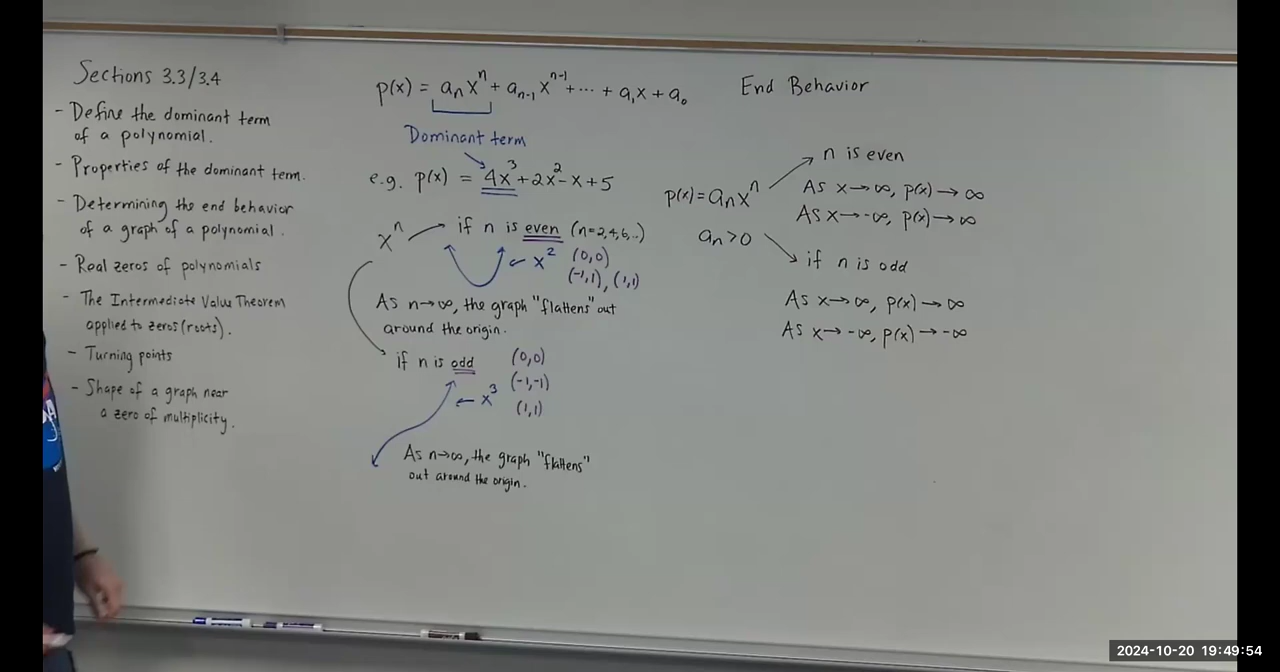 Sections 3.3/3.4
- Define the dominant term
of a polynomial.
- Properties of the dominant term.
- Determining the end behavior
of a graph of a polynomial.
- Real zeros of polynomials
- The Intermediate Value Theorem
applied to zeros (roots).
- Turning points
- Shape of a graph near
a zero of multiplicity.
p(x) = aₙxⁿ + aₙ₋₁xⁿ⁻¹ + ... + a₁x + a₀
Dominant term
e.g. p(x) = 4x³ + 2x² - x + 5
xⁿ → if n is even (n=2,4,6,..)
← x² (0,0)
(-1,1), (1,1)
As n→∞, the graph "flattens" out
around the origin.
if n is odd (0,0)
(-1,-1)
← x³
(1,1)
As n→∞, the graph "flattens"
out around the origin.
End Behavior
n is even
p(x) = aₙxⁿ
As x→∞, p(x)→∞
As x→-∞, p(x)→∞
aₙ>0
if n is odd
As x→∞, p(x)→∞
As x→-∞, p(x)→-∞
2024-10-20 19:49:54